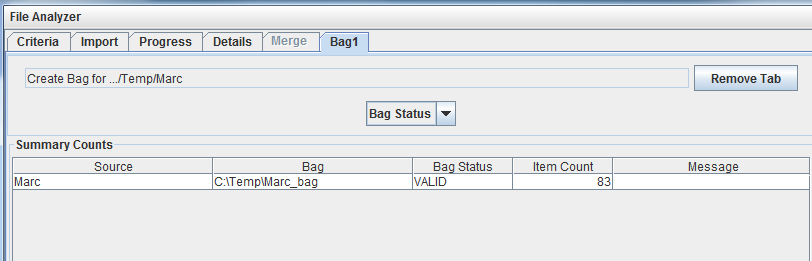 File Analyzer
Criteria Import Progress Details Merge Bag1
Create Bag for .../Temp/Marc Remove Tab
Bag Status
Summary Counts
Source Bag Bag Status Item Count Message
Marc C:\Temp\Marc_bag VALID 83